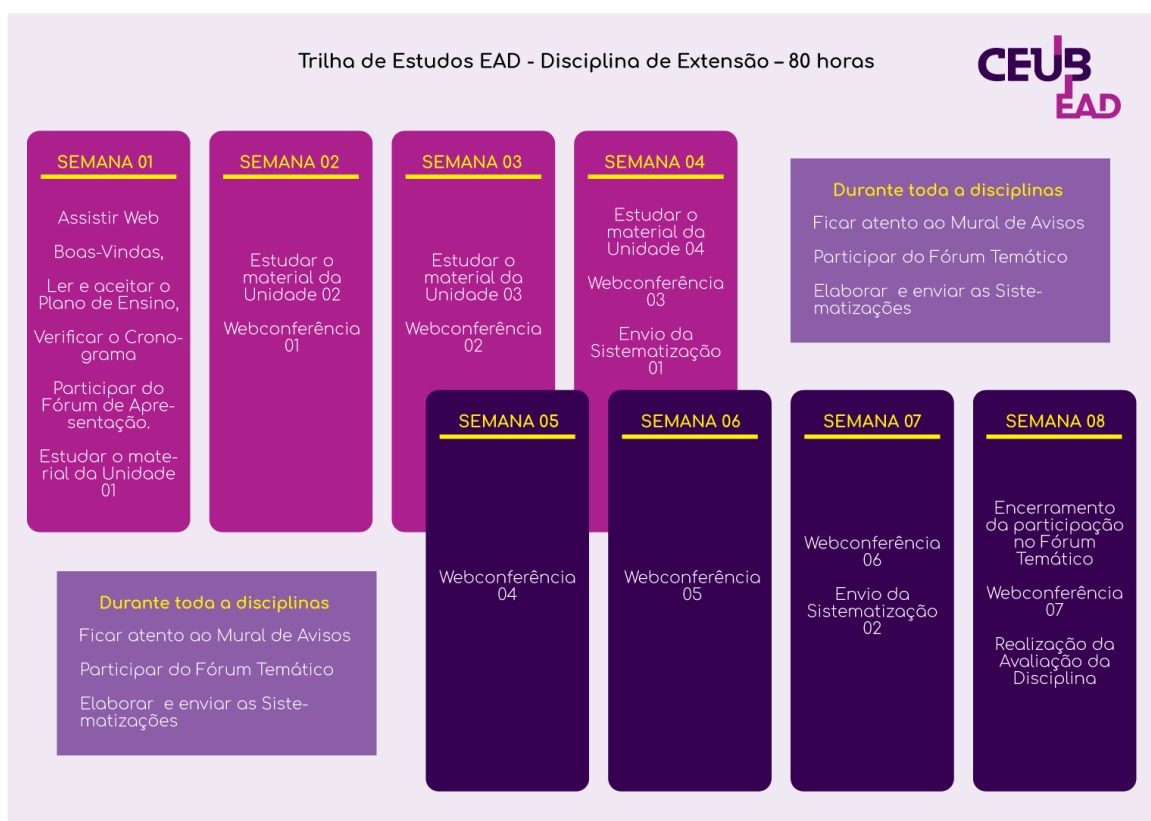 Trilha de Estudos EAD - Disciplina de Extensão – 80 horas
CEUB
EAD
SEMANA 01
Assistir Web
Boas-Vindas,
Ler e aceitar o
Plano de Ensino,
Verificar o Crono-
grama
Participar do
Fórum de Apre-
sentação.
Estudar o mate-
rial da Unidade
01
SEMANA 02
Estudar o
material da
Unidade 02
Webconferência
01
SEMANA 03
Estudar o
material da
Unidade 03
Webconferência
02
SEMANA 04
Estudar o
material da
Unidade 04
Webconferência
03
Envio da
Sistematização
01
Durante toda a disciplinas
Ficar atento ao Mural de Avisos
Participar do Fórum Temático
Elaborar e enviar as Siste-
matizações
SEMANA 05
Webconferência
04
SEMANA 06
Webconferência
05
SEMANA 07
Webconferência
06
Envio da
Sistematização
02
SEMANA 08
Encerramento
da participação
no Fórum
Temático
Webconferência
07
Realização da
Avaliação da
Disciplina
Durante toda a disciplinas
Ficar atento ao Mural de Avisos
Participar do Fórum Temático
Elaborar e enviar as Siste-
matizações